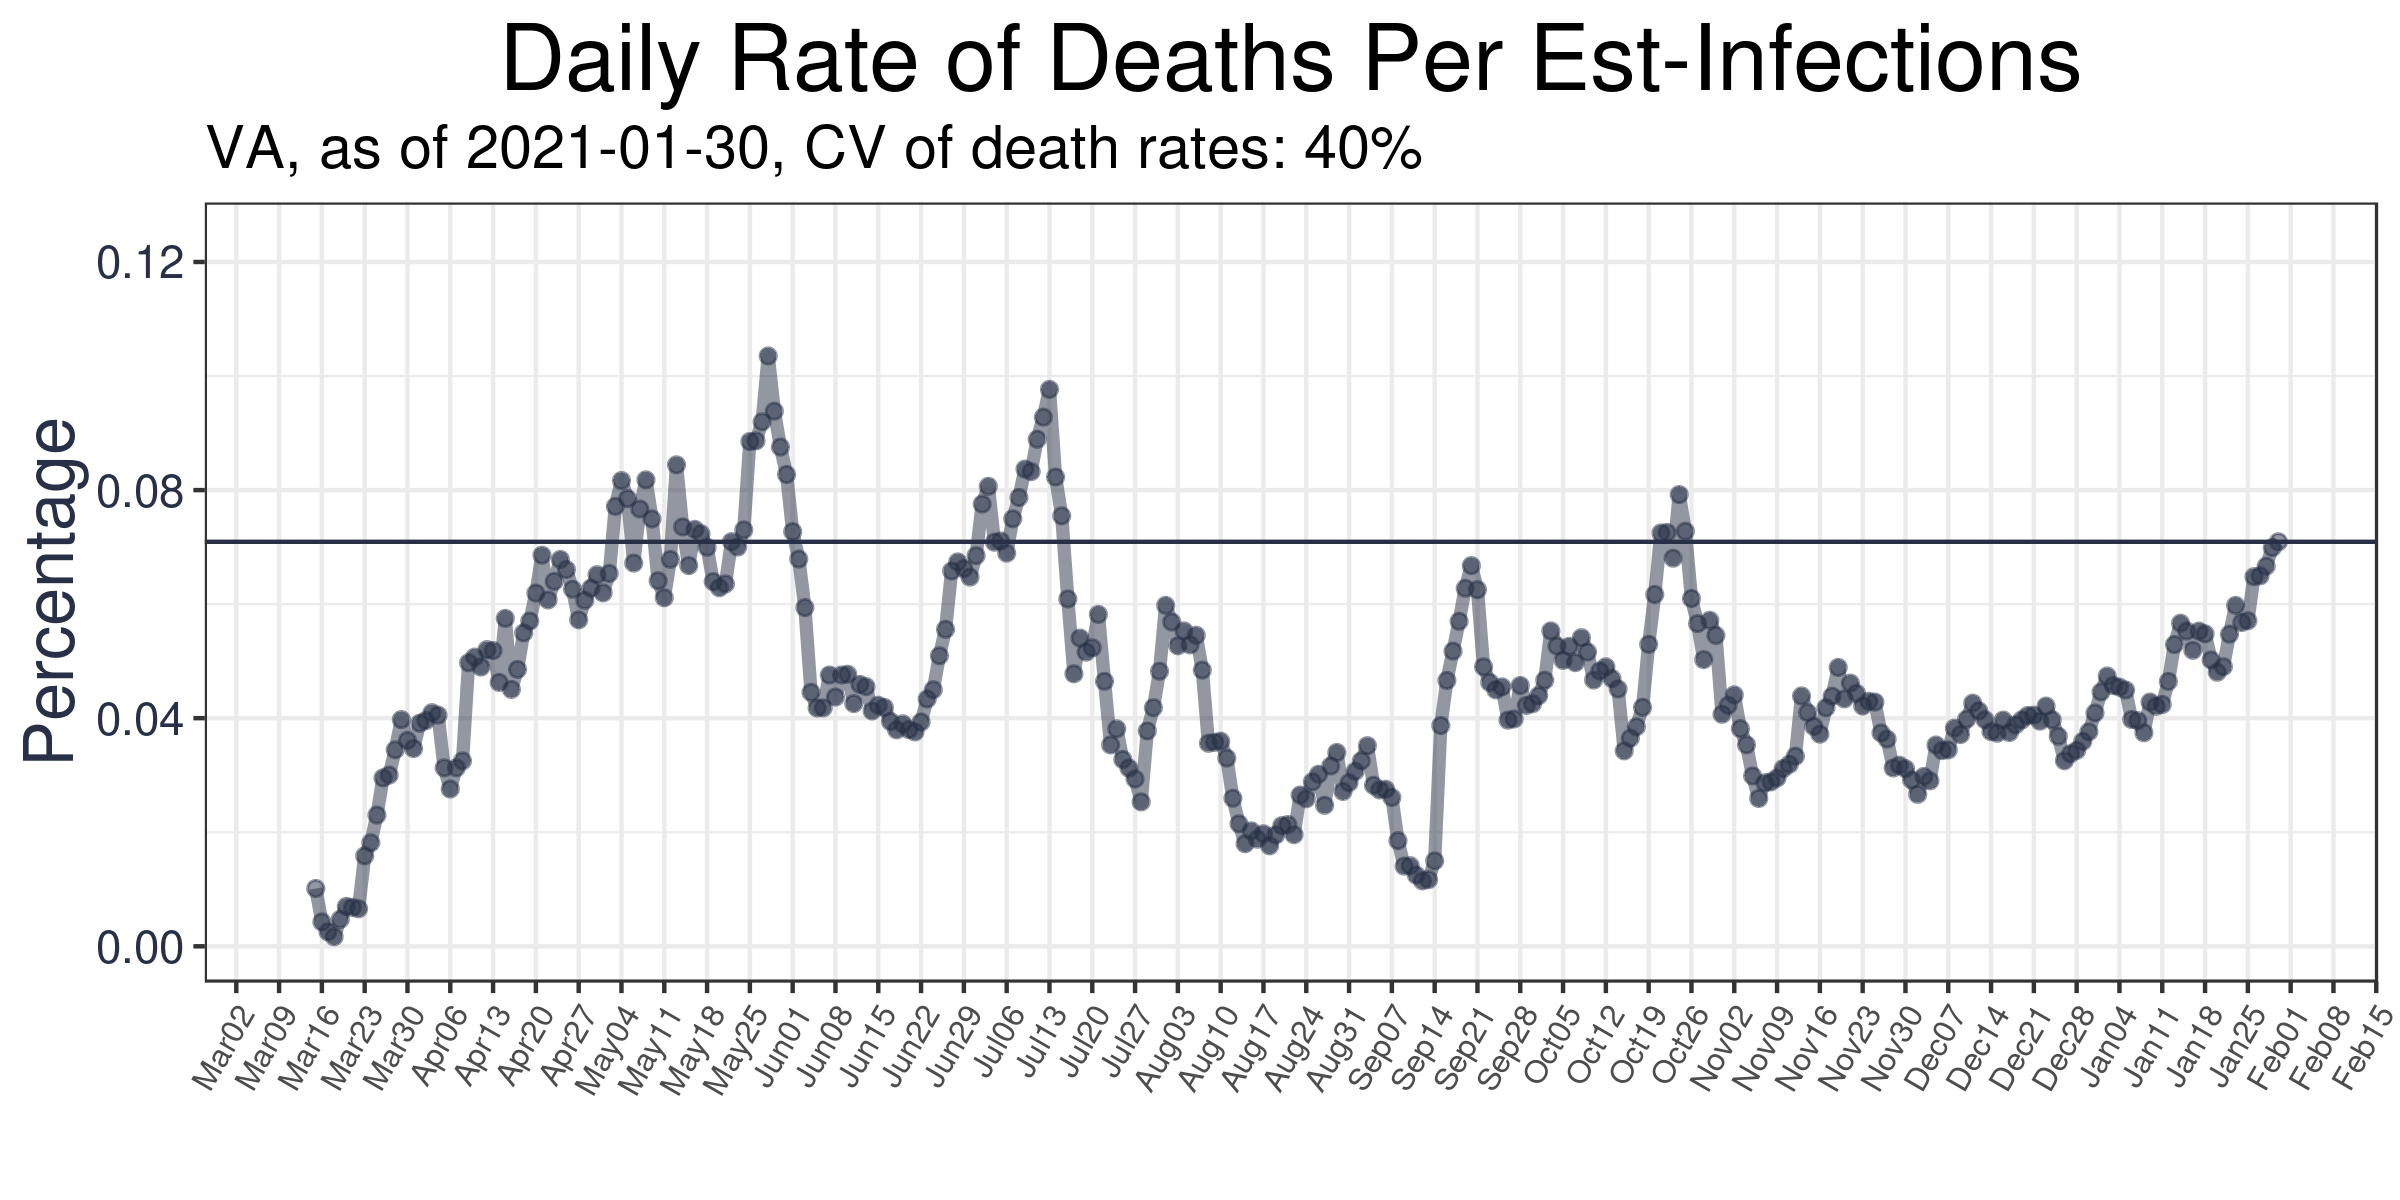 Daily Rate of Deaths Per Est-Infections
VA, as of 2021-01-30, CV of death rates: 40%
Percentage
0.12
0.08
0.04
0.00
Mar02
Mar09
Mar16
Mar23
Mar30
Apr06
Apr13
Apr20
Apr27
May04
May11
May18
May25
Jun01
Jun08
Jun15
Jun22
Jun29
Jul06
Jul13
Jul20
Jul27
Aug03
Aug10
Aug17
Aug24
Aug31
Sep07
Sep14
Sep21
Sep28
Oct05
Oct12
Oct19
Oct26
Nov02
Nov09
Nov16
Nov23
Nov30
Dec07
Dec14
Dec21
Dec28
Jan04
Jan11
Jan18
Jan25
Feb01
Feb08
Feb15